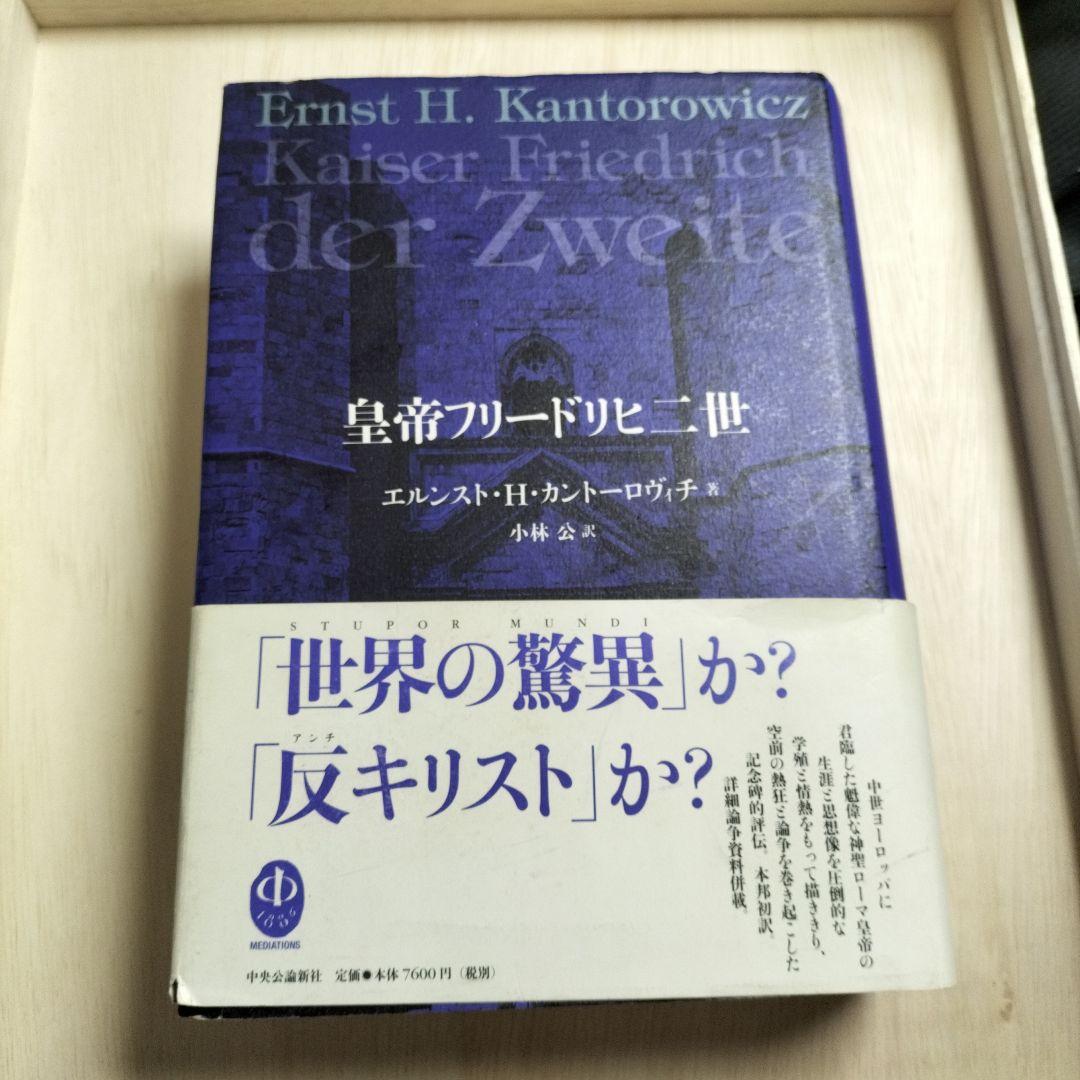 Ernst H. Kantorowicz
Kaiser Friedrich
der Zweite
皇帝フリードリヒ二世
エルンスト・H・カントーロヴィチ 著
小林 公 訳
STUPOR MUNDI
「世界の驚異」か?
アンチ
「反キリスト」か?
中世ヨーロッパに
君臨した魁偉な神聖ローマ皇帝の
生涯と思想像を圧倒的な
学殖と情熱をもって描ききり、
空前の熱狂と論争を巻き起こした
記念碑的評伝。本邦初訳。
詳細論争資料併載。
中
1886
MEDIATIONS
中央公論新社 定価●本体7600円(税別)